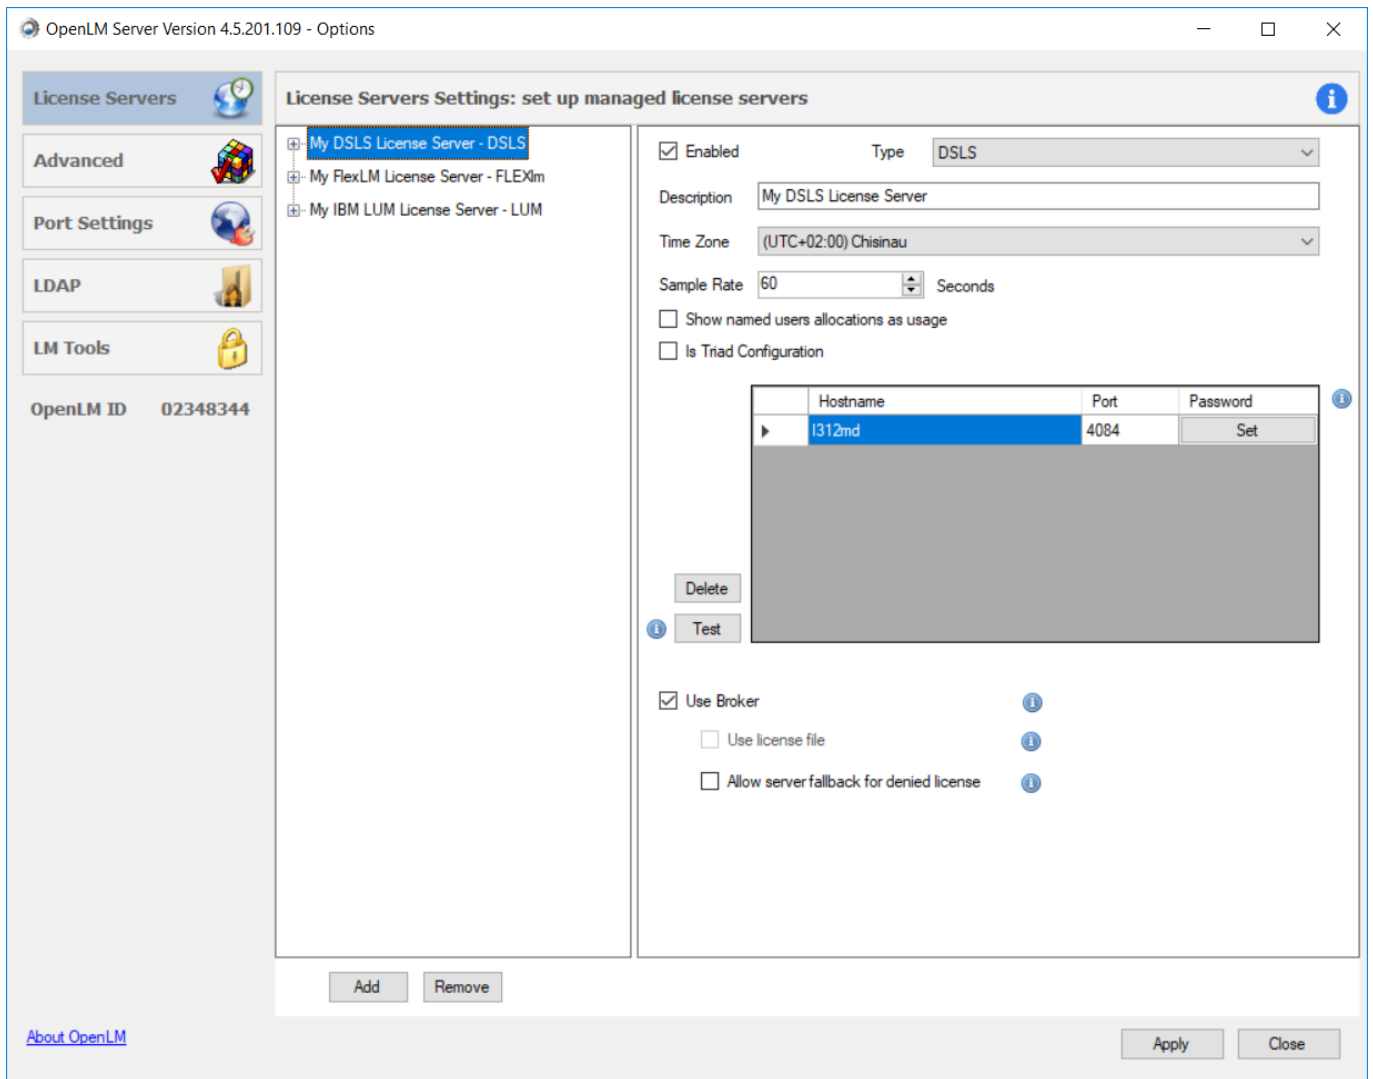 OpenLM Server Version 4.5.201.109 - Options
License Servers
Advanced
Port Settings
LDAP
LM Tools
OpenLM ID 02348344
License Servers Settings: set up managed license servers
My DSLS License Server - DSLS
My FlexLM License Server - FLEXlm
My IBM LUM License Server - LUM
Enabled Type DSLS
Description My DSLS License Server
Time Zone (UTC+02:00) Chisinau
Sample Rate 60 Seconds
Show named users allocations as usage
Is Triad Configuration
Hostname Port Password
l312md 4084 Set
Delete
Test
Use Broker
Use license file
Allow server fallback for denied license
Add Remove
About OpenLM
Apply Close